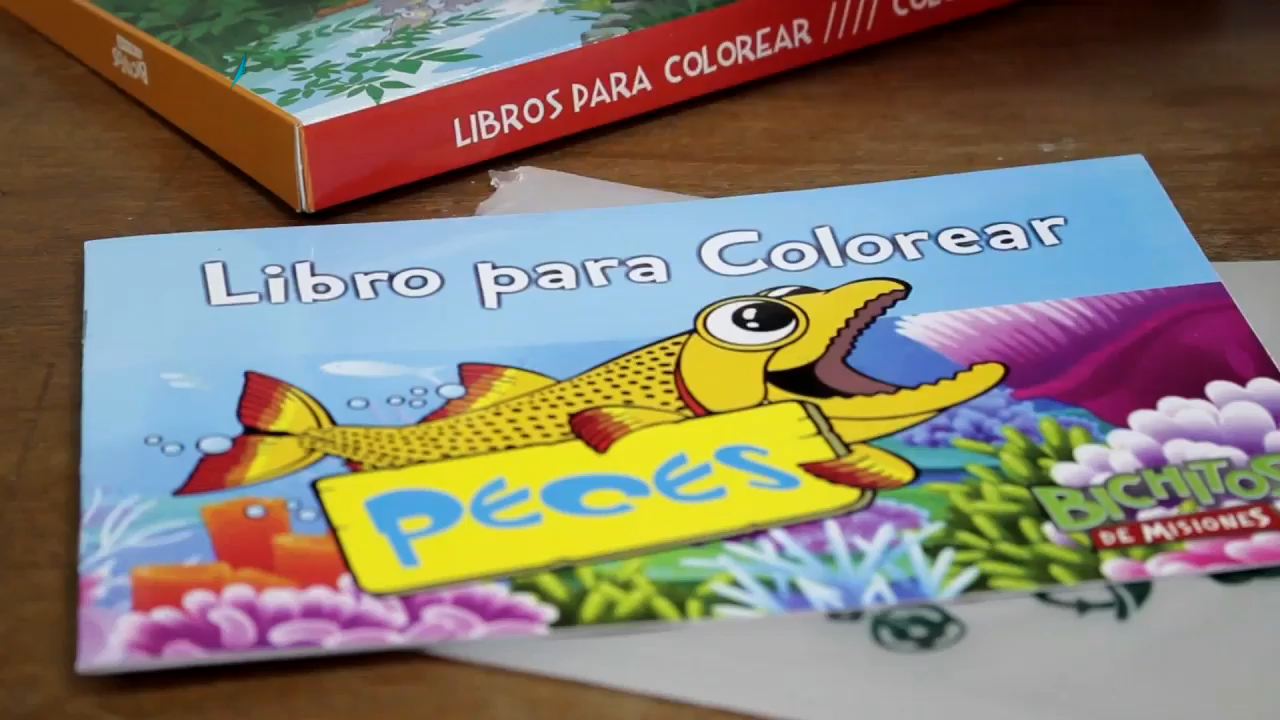 LIBROS PARA COLOREAR ////
Libro para Colorear
PECES
BICHITOS
DE MISIONES